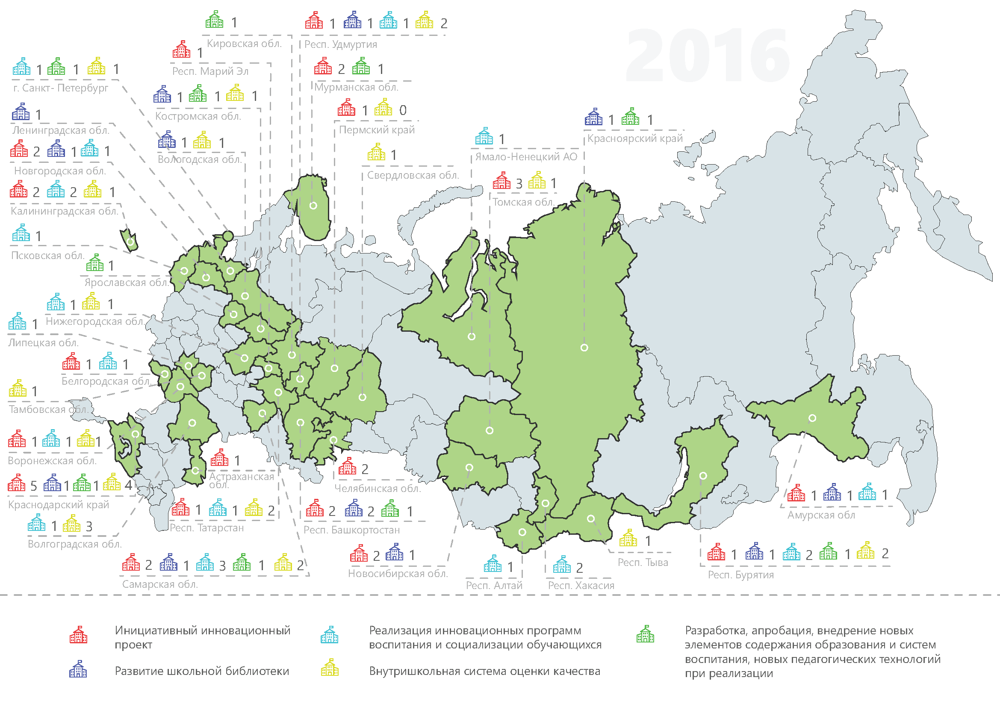 2016
1
Кировская обл.
1 1 1 2
Респ. Удмуртия
1
Респ. Марий Эл
2 1
Мурманская обл.
1 1 1
г. Санкт- Петербург
1 1 1
Костромская обл.
1 0
Пермский край
1
Ленинградская обл.
1 1
Вологодская обл.
1 1
Красноярский край
1
Ямало-Ненецкий АО
2 1 1
Новгородская обл.
1
Свердловская обл.
3 1
Томская обл.
2 2 1
Калининградская обл.
1
Псковская обл.
1
Ярославская обл.
1 1
Нижегородская обл.
1
Липецкая обл.
1 1
Белгородская обл.
1
Тамбовская обл.
1 1 1
Воронежская обл.
1
Астраханская
обл.
2
Челябинская обл.
5 1 1 4
Краснодарский край
1 1 2
Респ. Татарстан
2 2 1
Респ. Башкортостан
1 1 1
Амурская обл
1 3
Волгоградская обл.
2 1 3 1 2
Самарская обл.
2 1
Новосибирская обл.
1
Респ. Алтай
2
Респ. Хакасия
1
Респ. Тыва
1 1 2 1 2
Респ. Бурятия
Инициативный инновационный
проект
Развитие школьной библиотеки
Реализация инновационных программ
воспитания и социализации обучающихся
Внутришкольная система оценки качества
Разработка, апробация, внедрение новых
элементов содержания образования и систем
воспитания, новых педагогических технологий
при реализации